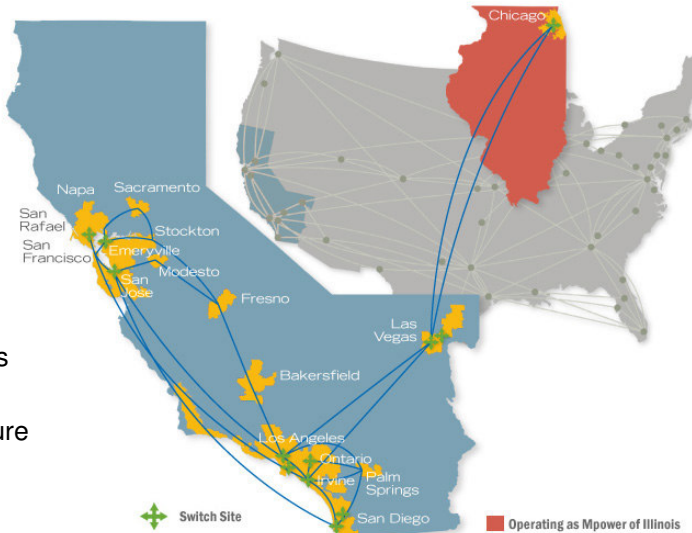 Chicago
Napa
Sacramento
San
Rafael
San
Francisco
Stockton
Emeryville
Modesto
San
Jose
Fresno
Las
Vegas
s
Bakersfield
ure
Los Angeles
Ontario
Irvine
Palm
Springs
San Diego
Switch Site
Operating as Mpower of Illinois